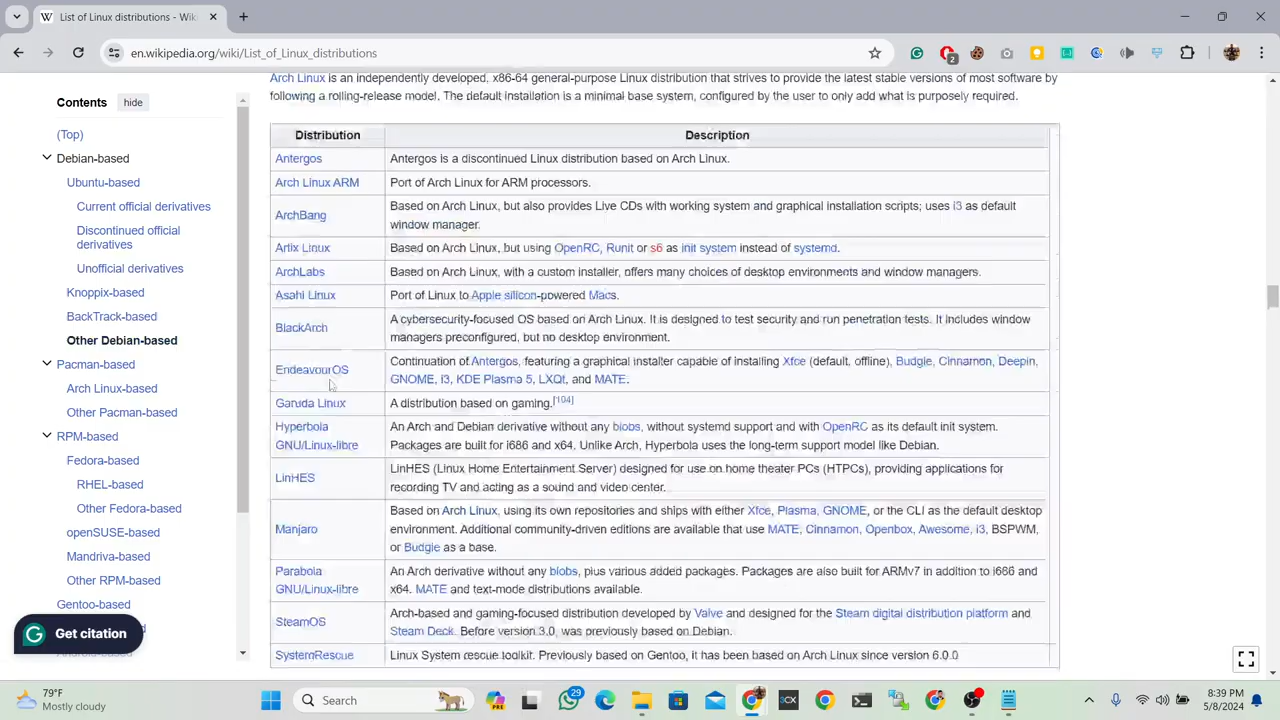 List of Linux distributions - Wiki
en.wikipedia.org/wiki/List_of_Linux_distributions
2
Arch Linux is an independently developed, x86-64 general-purpose Linux distribution that strives to provide the latest stable versions of most software by
following a rolling-release model. The default installation is a minimal base system, configured by the user to only add what is purposely required.
Contents hide
(Top)
Debian-based
Ubuntu-based
Current official derivatives
Discontinued official
derivatives
Unofficial derivatives
Knoppix-based
BackTrack-based
Other Debian-based
Pacman-based
Arch Linux-based
Other Pacman-based
RPM-based
Fedora-based
RHEL-based
Other Fedora-based
openSUSE-based
Mandriva-based
Other RPM-based
Gentoo-based
Get citation
Distribution Description
Antergos Antergos is a discontinued Linux distribution based on Arch Linux.
Arch Linux ARM Port of Arch Linux for ARM processors.
ArchBang Based on Arch Linux, but also provides Live CDs with working system and graphical installation scripts; uses i3 as default
window manager.
Artix Linux Based on Arch Linux, but using OpenRC, Runit or s6 as init system instead of systemd.
ArchLabs Based on Arch Linux, with a custom installer, offers many choices of desktop environments and window managers.
Asahi Linux Port of Linux to Apple silicon-powered Macs.
BlackArch A cybersecurity-focused OS based on Arch Linux. It is designed to test security and run penetration tests. It includes window
managers preconfigured, but no desktop environment.
EndeavourOS Continuation of Antergos, featuring a graphical installer capable of installing Xfce (default, offline), Budgie, Cinnamon, Deepin,
GNOME, i3, KDE Plasma 5, LXQt, and MATE.
Garuda Linux A distribution based on gaming.[104]
Hyperbola An Arch and Debian derivative without any blobs, without systemd support and with OpenRC as its default init system.
GNU/Linux-libre Packages are built for i686 and x64. Unlike Arch, Hyperbola uses the long-term support model like Debian.
LinHES LinHES (Linux Home Entertainment Server) designed for use on home theater PCs (HTPCs), providing applications for
recording TV and acting as a sound and video center.
Manjaro Based on Arch Linux, using its own repositories and ships with either Xfce, Plasma, GNOME, or the CLI as the default desktop
environment. Additional community-driven editions are available that use MATE, Cinnamon, Openbox, Awesome, i3, BSPWM,
or Budgie as a base.
Parabola An Arch derivative without any blobs, plus various added packages. Packages are also built for ARMv7 in addition to i686 and
GNU/Linux-libre x64. MATE and text-mode distributions available.
SteamOS Arch-based and gaming-focused distribution developed by Valve and designed for the Steam digital distribution platform and
Steam Deck. Before version 3.0, was previously based on Debian.
SystemRescue Linux System rescue toolkit. Previously based on Gentoo, it has been based on Arch Linux since version 6.0.0
79°F
Mostly cloudy
Search
PRE
29
8:39 PM
5/8/2024